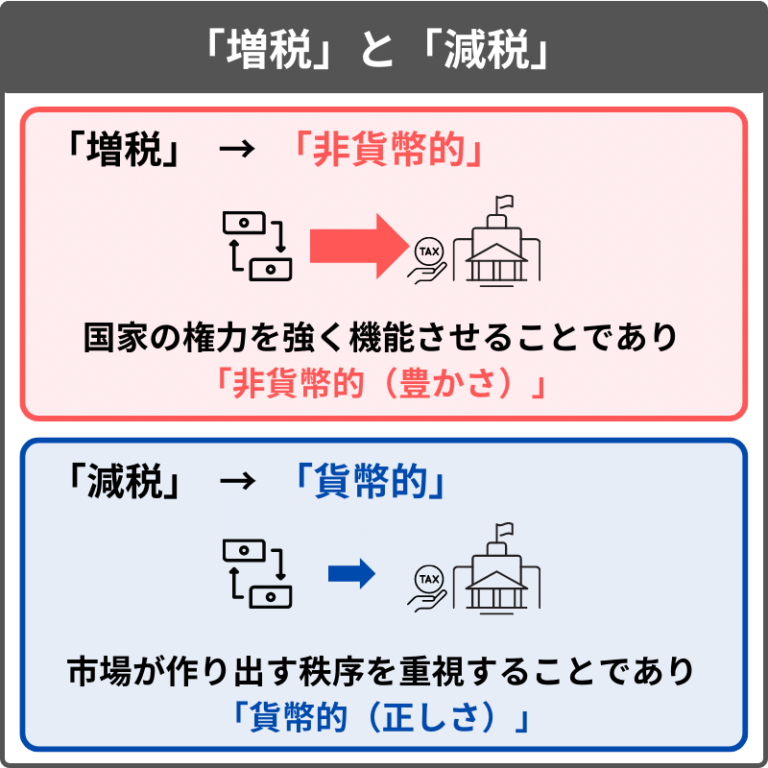 「増税」と「減税」
「増税」 → 「非貨幣的」
TAX
国家の権力を強く機能させることであり
「非貨幣的（豊かさ）」
「減税」 → 「貨幣的」
TAX
市場が作り出す秩序を重視することであり
「貨幣的（正しさ）」